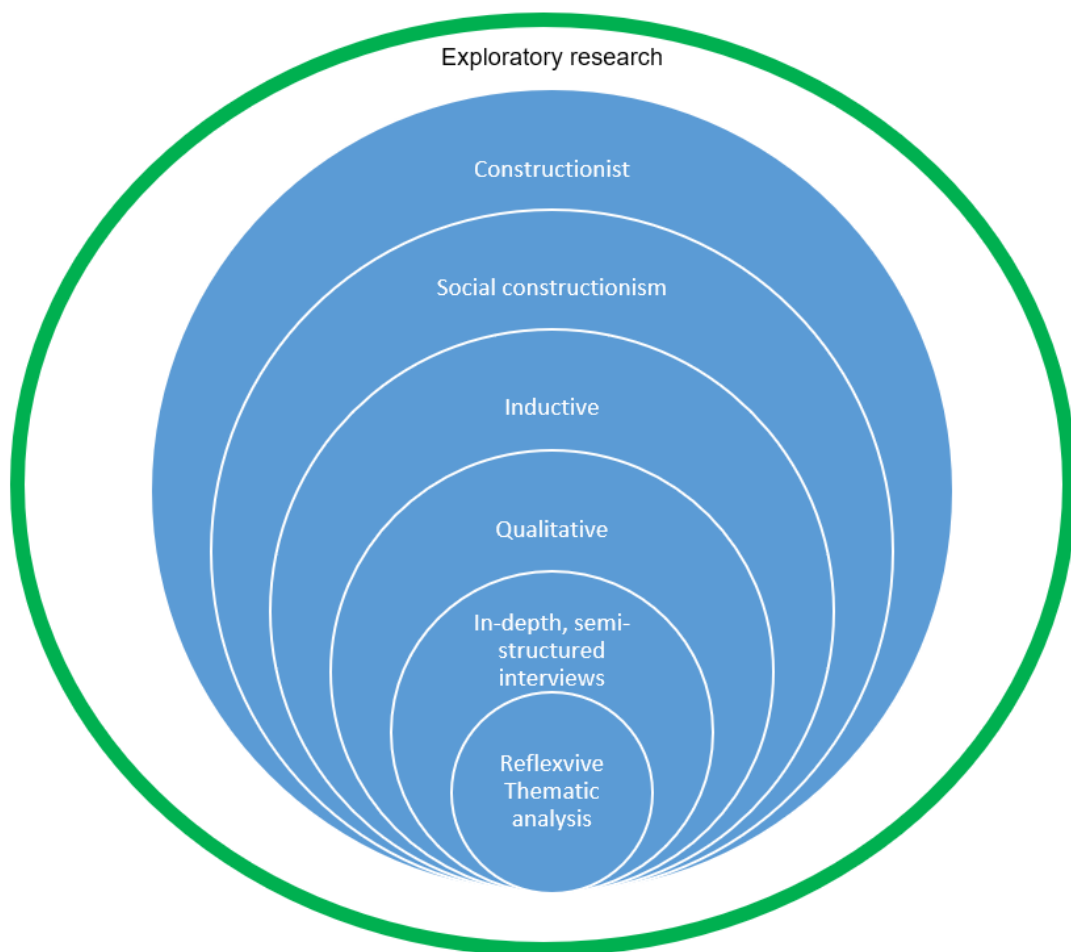 Exploratory research
Constructionist
Social constructionism
Inductive
Qualitative
In-depth, semi-
structured
interviews
Reflexvive
Thematic
analysis